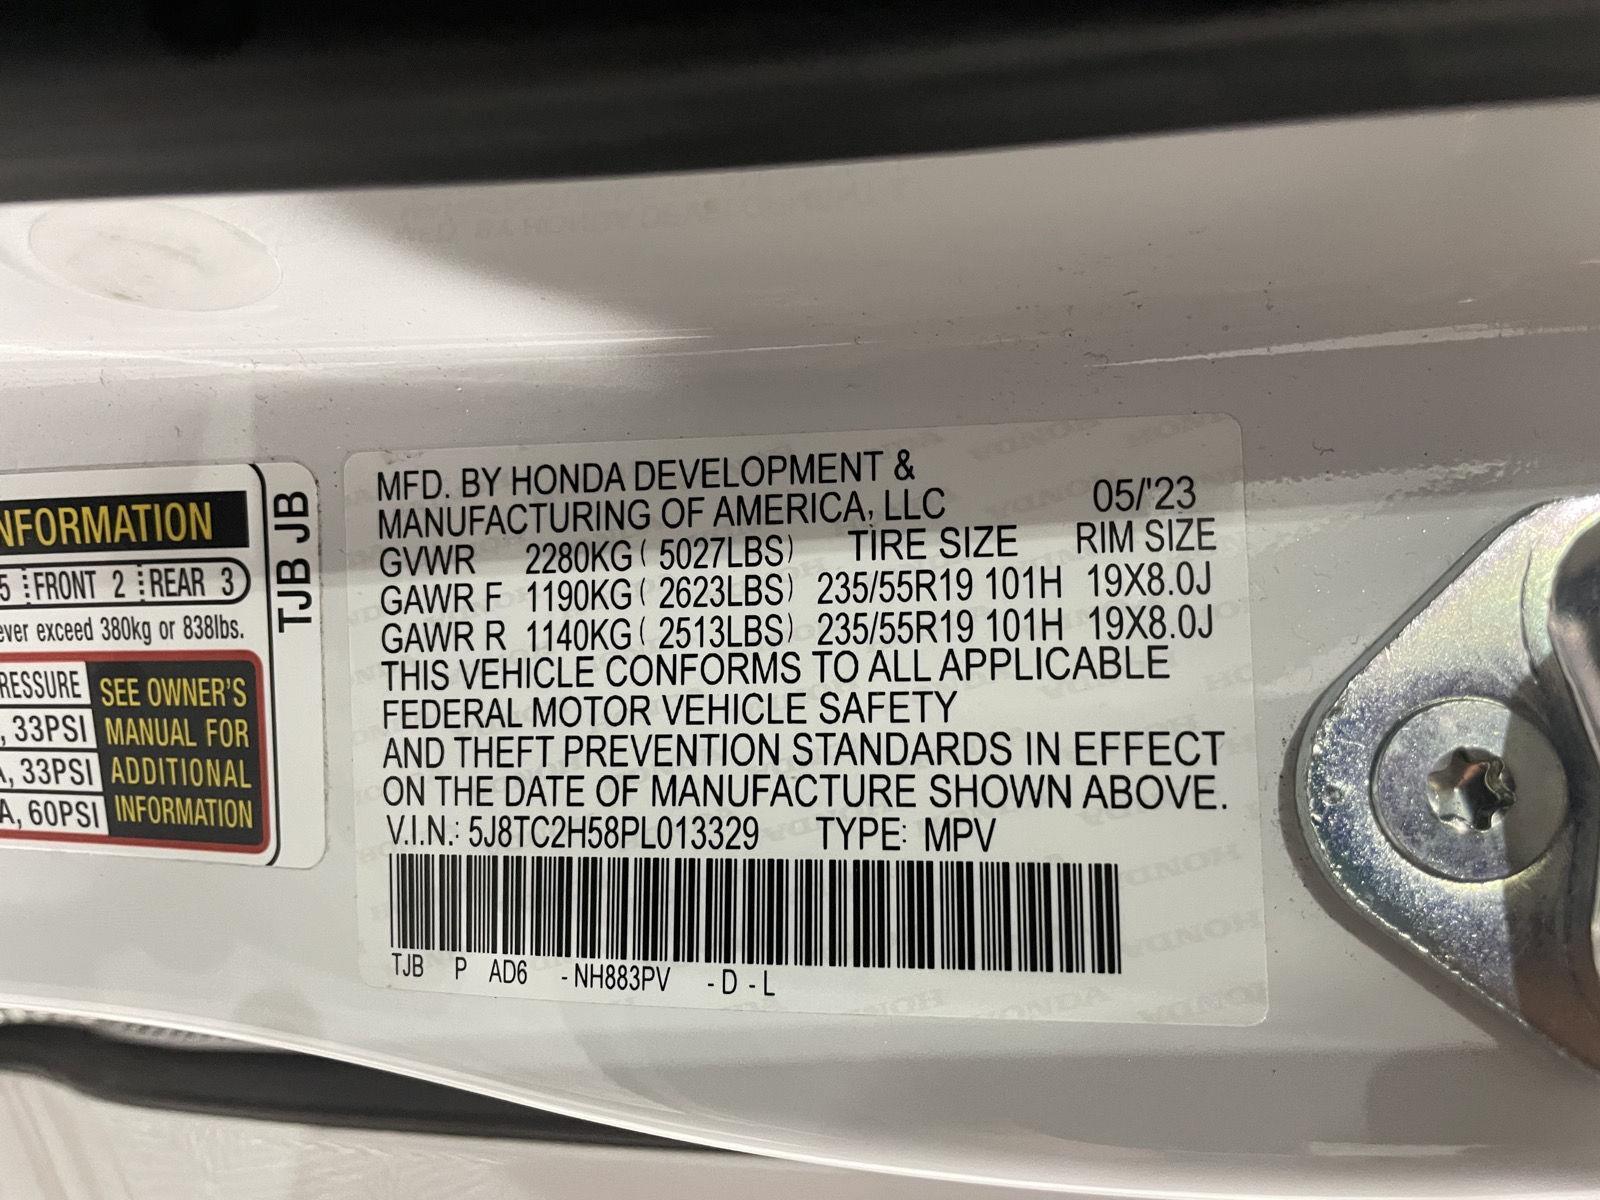 NFORMATION
5 FRONT 2 REAR 3
ever exceed 380kg or 838lbs.
RESSURE
, 33PSI
A, 33PSI
A, 60PSI
SEE OWNER'S
MANUAL FOR
ADDITIONAL
INFORMATION
TJB JB
MFD. BY HONDA DEVELOPMENT &
MANUFACTURING OF AMERICA, LLC 05/'23
GVWR 2280KG ( 5027LBS) TIRE SIZE RIM SIZE
GAWR F 1190KG ( 2623LBS) 235/55R19 101H 19X8.0J
GAWR R 1140KG ( 2513LBS) 235/55R19 101H 19X8.0J
THIS VEHICLE CONFORMS TO ALL APPLICABLE
FEDERAL MOTOR VEHICLE SAFETY
AND THEFT PREVENTION STANDARDS IN EFFECT
ON THE DATE OF MANUFACTURE SHOWN ABOVE.
V.I.N.: 5J8TC2H58PL013329 TYPE: MPV
TJB P AD6 - NH883PV - D - L